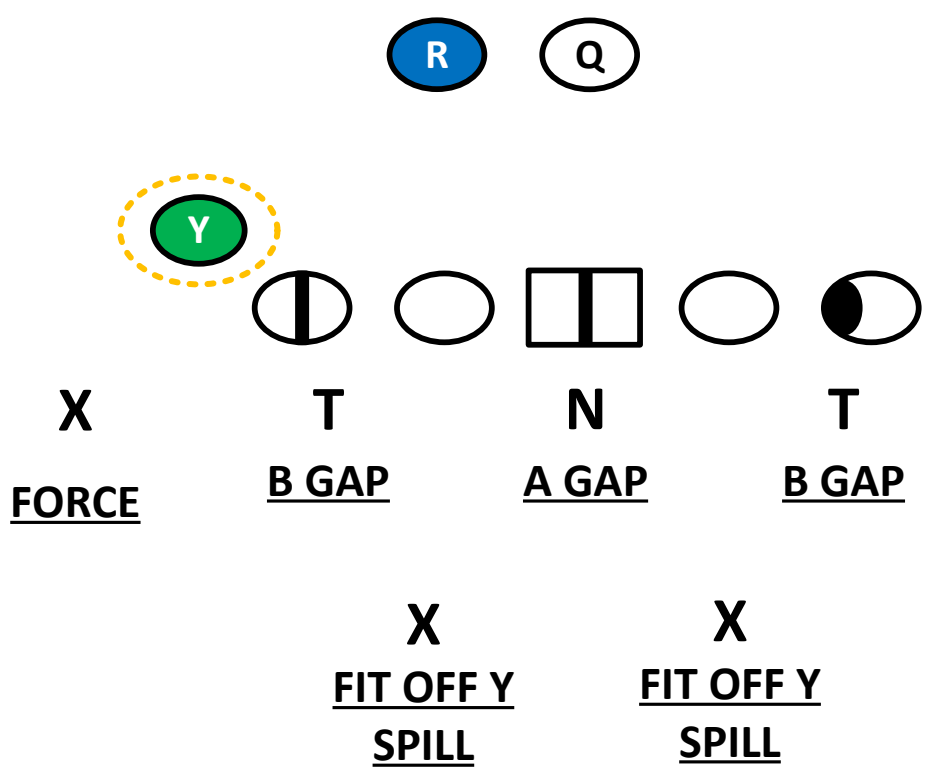 R Q
Y
X T N T
FORCE B GAP A GAP B GAP
X X
FIT OFF Y FIT OFF Y
SPILL SPILL